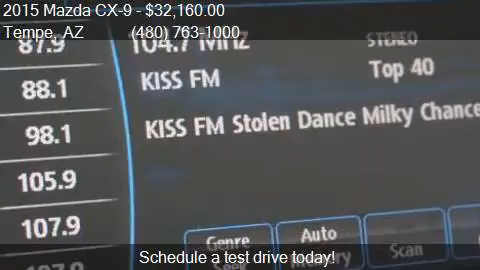 2015 Mazda CX-9 - $32,160.00
Tempe, AZ (480) 763-1000
87.9
88.1
98.1
105.9
107.9
104.7 MHz
STEREO
KISS FM
Top 40
KISS FM Stolen Dance Milky Chance
Genre
Seek
Auto
Memory
Scan
Schedule a test drive today!